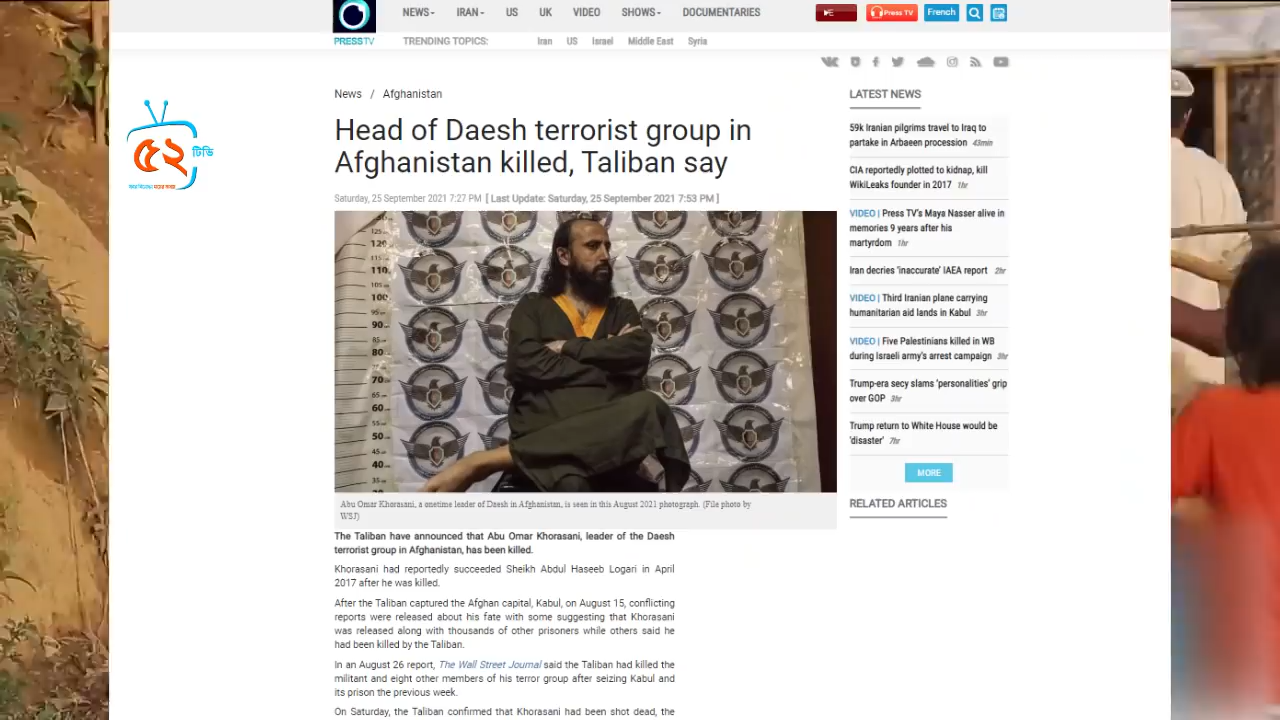 PRESSTV
NEWS IRAN US UK VIDEO SHOWS DOCUMENTARIES
Press TV
French
TRENDING TOPICS: Iran US Israel Middle East Syria
৫২
টিভি
News / Afghanistan
Head of Daesh terrorist group in
Afghanistan killed, Taliban say
Saturday, 25 September 2021 7:27 PM [ Last Update: Saturday, 25 September 2021 7:53 PM ]
120
110
100
90
80
70
60
50
40
Abu Omar Khorasani, a onetime leader of Daesh in Afghanistan, is seen in this August 2021 photograph. (File photo by
WSJ)
The Taliban have announced that Abu Omar Khorasani, leader of the Daesh
terrorist group in Afghanistan, has been killed.
Khorasani had reportedly succeeded Sheikh Abdul Haseeb Logari in April
2017 after he was killed.
After the Taliban captured the Afghan capital, Kabul, on August 15, conflicting
reports were released about his fate with some suggesting that Khorasani
was released along with thousands of other prisoners while others said he
had been killed by the Taliban.
In an August 26 report, The Wall Street Journal said the Taliban had killed the
militant and eight other members of his terror group after seizing Kabul and
its prison the previous week.
On Saturday, the Taliban confirmed that Khorasani had been shot dead, the
LATEST NEWS
59k Iranian pilgrims travel to Iraq to
partake in Arbaeen procession 43min
CIA reportedly plotted to kidnap, kill
WikiLeaks founder in 2017 1hr
VIDEO | Press TV's Maya Nasser alive in
memories 9 years after his
martyrdom 1hr
Iran decries 'inaccurate' IAEA report 2hr
VIDEO | Third Iranian plane carrying
humanitarian aid lands in Kabul 3hr
VIDEO | Five Palestinians killed in WB
during Israeli army's arrest campaign 3hr
Trump-era secy slams 'personalities' grip
over GOP 3hr
Trump return to White House would be
'disaster' 7hr
MORE
RELATED ARTICLES